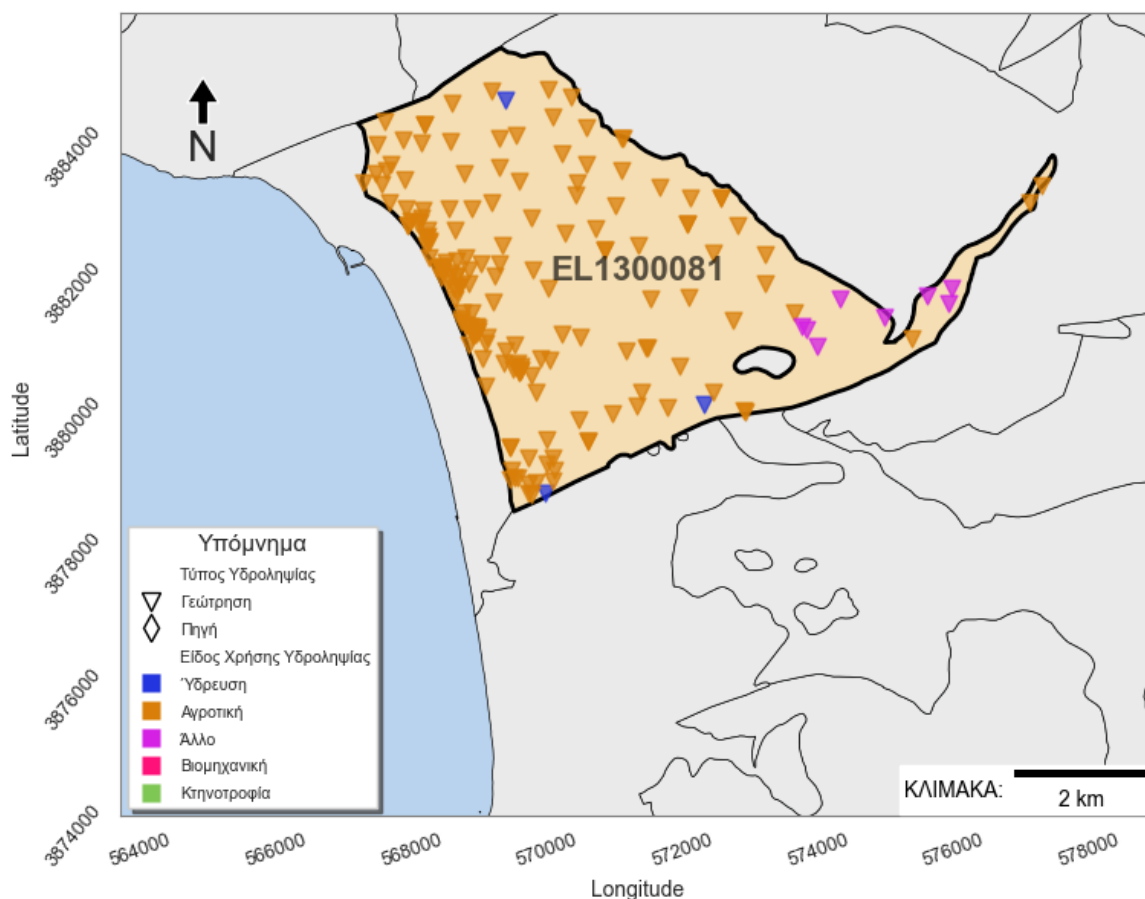 N
EL1300081
Latitude
3884000
3882000
3880000
3878000
3876000
3874000
Υπόμνημα
Τύπος Υδροληψίας
Γεώτρηση
Πηγή
Είδος Χρήσης Υδροληψίας
Ύδρευση
Αγροτική
Άλλο
Βιομηχανική
Κτηνοτροφία
ΚΛΙΜΑΚΑ:
2 km
564000
566000
568000
570000
572000
574000
576000
578000
Longitude